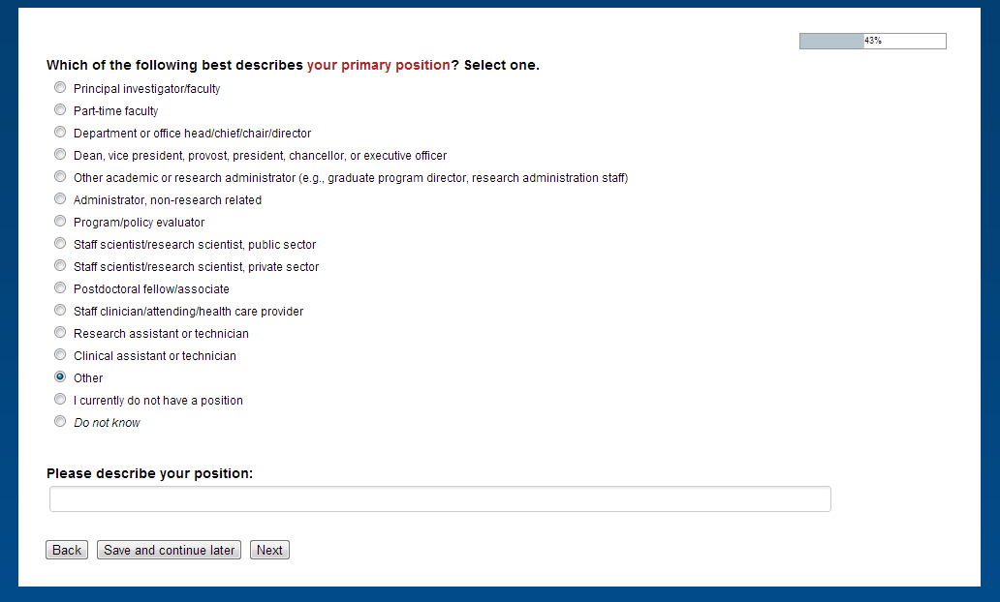 43%
Which of the following best describes your primary position? Select one.
Principal investigator/faculty
Part-time faculty
Department or office head/chief/chair/director
Dean, vice president, provost, president, chancellor, or executive officer
Other academic or research administrator (e.g., graduate program director, research administration staff)
Administrator, non-research related
Program/policy evaluator
Staff scientist/research scientist, public sector
Staff scientist/research scientist, private sector
Postdoctoral fellow/associate
Staff clinician/attending/health care provider
Research assistant or technician
Clinical assistant or technician
Other
I currently do not have a position
Do not know
Please describe your position:
Back Save and continue later Next